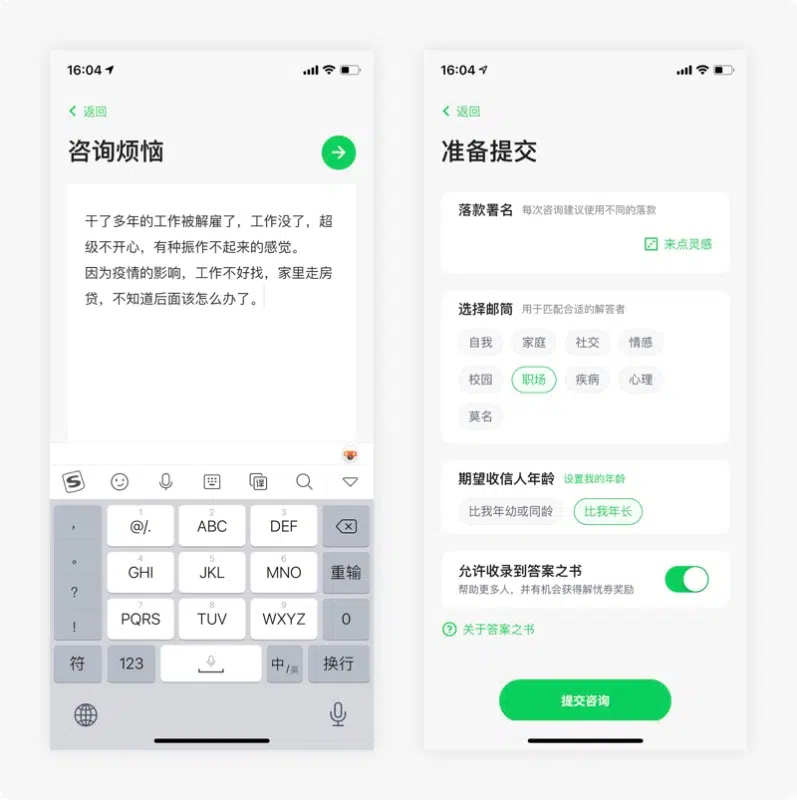 16:04
返回
咨询烦恼
干了多年的工作被解雇了，工作没了，超
级不开心，有种振作不起来的感觉。
因为疫情的影响，工作不好找，家里走房
贷，不知道后面该怎么办了。
S
课
， 1 @/. 2 ABC 3 DEF
。 4 GHI 5 JKL 6 MNO 重输
？
！ 7 PQRS 8 TUV 9 WXYZ 0
符 123 中/英 换行
16:04
返回
准备提交
落款署名 每次咨询建议使用不同的落款
来点灵感
选择邮筒 用于匹配合适的解答者
自我 家庭 社交 情感
校园 职场 疾病 心理
莫名
期望收信人年龄 设置我的年龄
比我年幼或同龄 比我年长
允许收录到答案之书
帮助更多人，并有机会获得解忧券奖励
? 关于答案之书
提交咨询